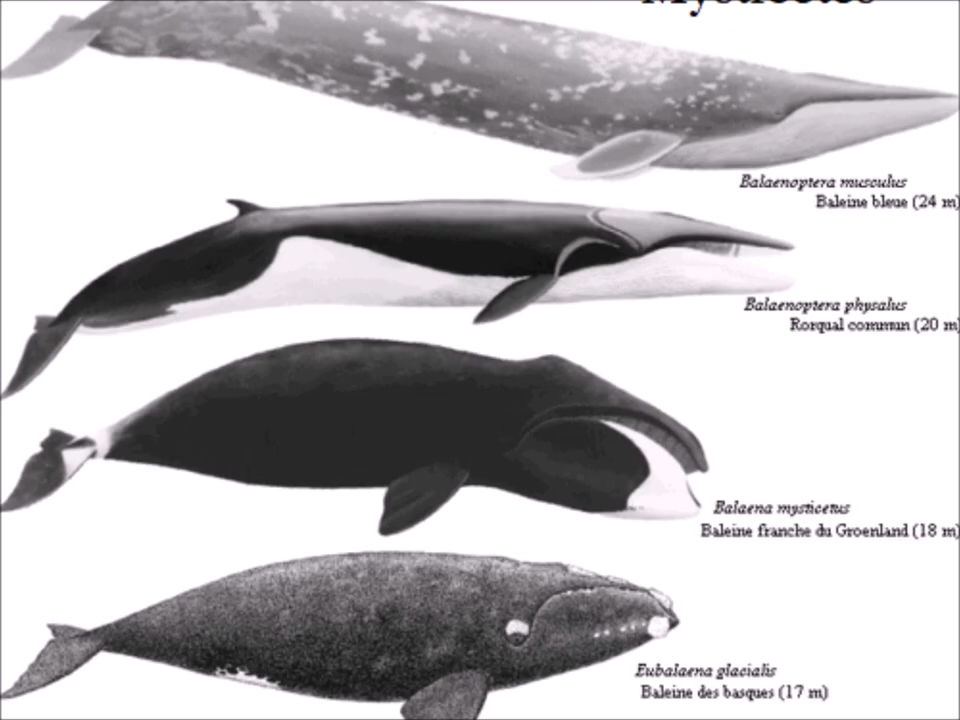 Mysticetes
Balaenoptera musculus
Baleine bleue (24 m)
Balaenoptera physalus
Rorqual commun (20 m)
Balaena mysticetus
Baleine franche du Groenland (18 m)
Eubalaena glacialis
Baleine des basques (17 m)